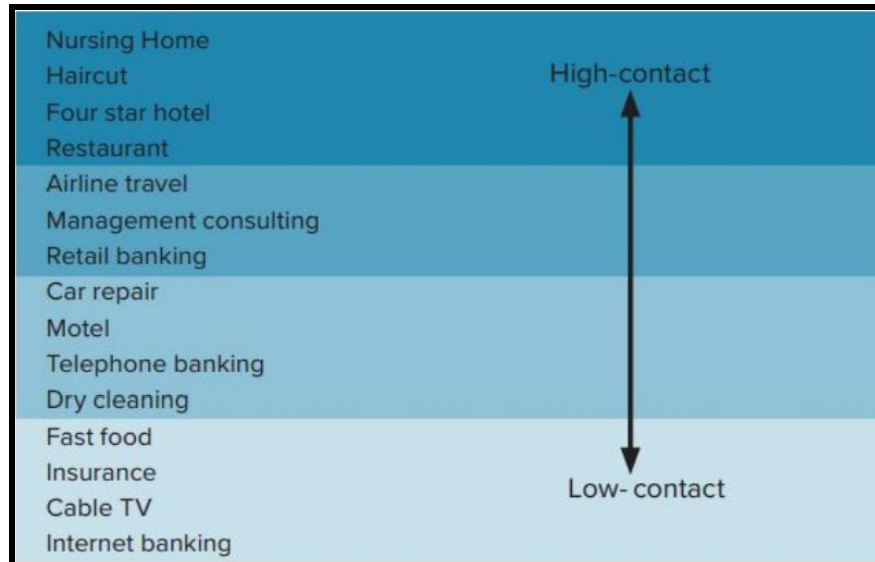 Nursing Home
Haircut
High-contact
Four star hotel
Restaurant
Airline travel
Management consulting
Retail banking
Car repair
Motel
Telephone banking
Dry cleaning
Fast food
Insurance
Low- contact
Cable TV
Internet banking